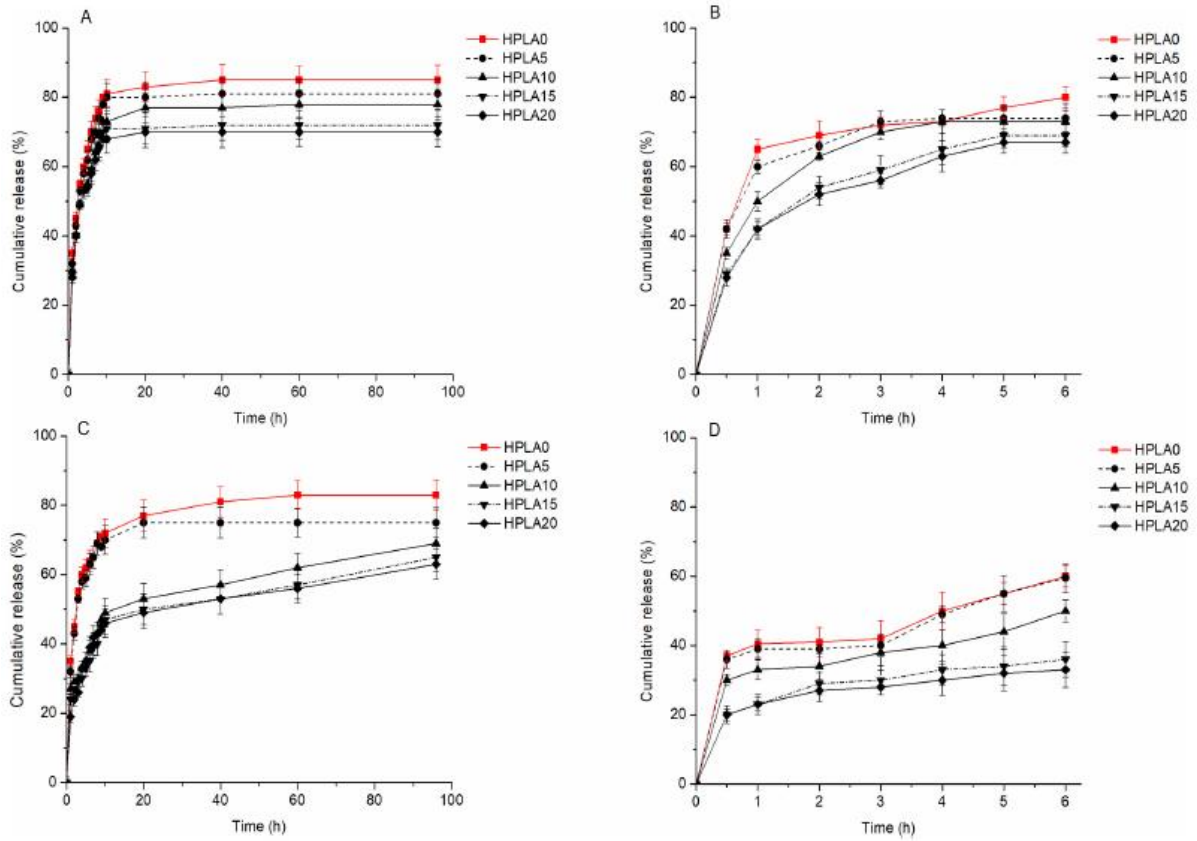 A
100
80
60
40
20
0
Cumulative release (%)
0 20 40 60 80 100
Time (h)
HPLA0
HPLA5
HPLA10
HPLA15
HPLA20
B
100
80
60
40
20
0
Cumulative release (%)
0 1 2 3 4 5 6
Time (h)
HPLA0
HPLA5
HPLA10
HPLA15
HPLA20
C
100
80
60
40
20
0
Cumulative release (%)
0 20 40 60 80 100
Time (h)
HPLA0
HPLA5
HPLA10
HPLA15
HPLA20
D
100
80
60
40
20
0
Cumulative release (%)
0 1 2 3 4 5 6
Time (h)
HPLA0
HPLA5
HPLA10
HPLA15
HPLA20